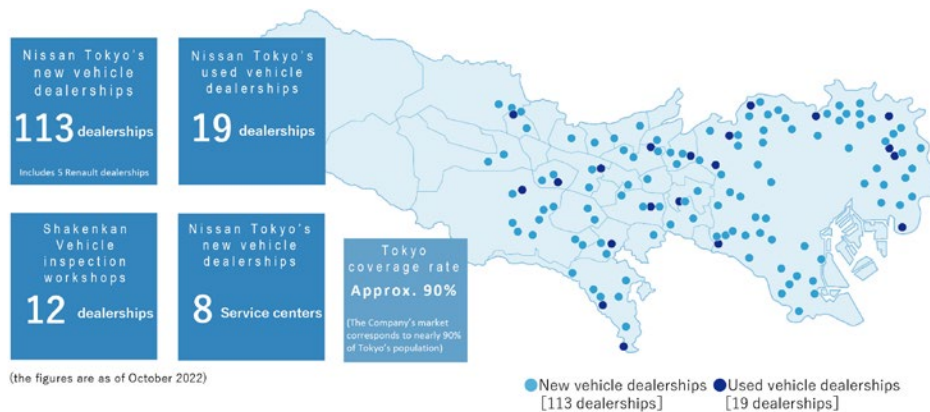 Nissan Tokyo's
new vehicle
dealerships
113 dealerships
Includes 5 Renault dealerships
Nissan Tokyo's
used vehicle
dealerships
19 dealerships
Shakenkan
Vehicle
inspection
workshops
12 dealerships
Nissan Tokyo's
new vehicle
dealerships
8 Service centers
Tokyo
coverage rate
Approx. 90%
(The Company's market
corresponds to nearly 90%
of Tokyo's population)
(the figures are as of October 2022)
New vehicle dealerships
[113 dealerships]
Used vehicle dealerships
[19 dealerships]